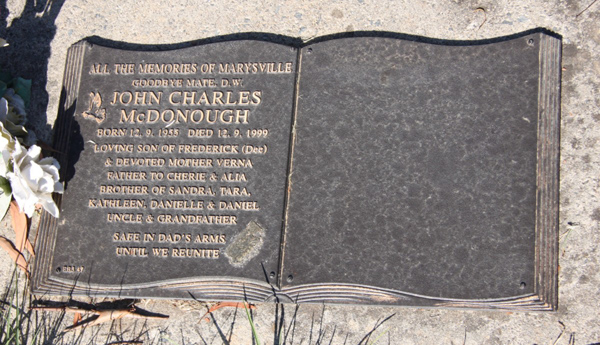 ALL THE MEMORIES OF MARYSVILLE
GOODBYE MATE, D.W.
JOHN CHARLES
McDONOUGH
BORN 12. 9. 1955 DIED 12. 9. 1999
LOVING SON OF FREDERICK (Dec)
& DEVOTED MOTHER VERNA
FATHER TO CHERIE & ALIA
BROTHER OF SANDRA, TARA,
KATHLEEN, DANIELLE & DANIEL
UNCLE & GRANDFATHER
SAFE IN DAD'S ARMS
UNTIL WE REUNITE